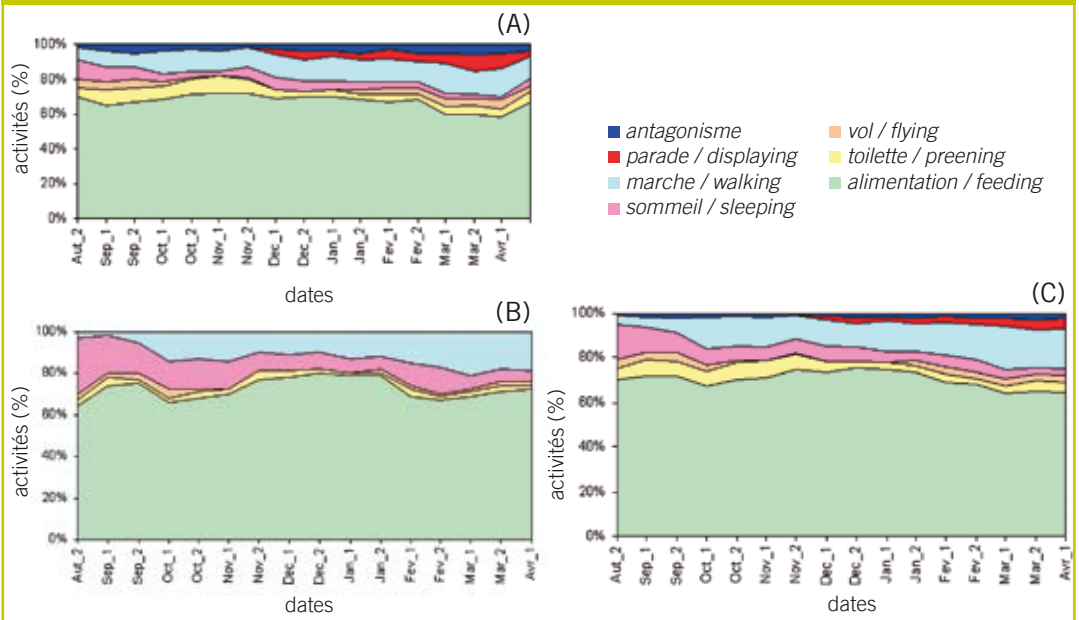 (A)
100%
80%
60%
40%
20%
0%
activités (%)
Aut_2
Sep_1
Sep_2
Oct_1
Oct_2
Nov_1
Nov_2
Dec_1
Dec_2
Jan_1
Jan_2
Fev_1
Fev_2
Mar_1
Mar_2
Avr_1
dates
antagonisme
parade / displaying
marche / walking
sommeil / sleeping
vol / flying
toilette / preening
alimentation / feeding
(B)
100%
80%
60%
40%
20%
0%
activités (%)
Aut_2
Sep_1
Sep_2
Oct_1
Oct_2
Nov_1
Nov_2
Dec_1
Dec_2
Jan_1
Jan_2
Fev_1
Fev_2
Mar_1
Mar_2
Avr_1
dates
(C)
100%
80%
60%
40%
20%
0%
activités (%)
Aut_2
Sep_1
Sep_2
Oct_1
Oct_2
Nov_1
Nov_2
Dec_1
Dec_2
Jan_1
Jan_2
Fev_1
Fev_2
Mar_1
Mar_2
Avr_1
dates